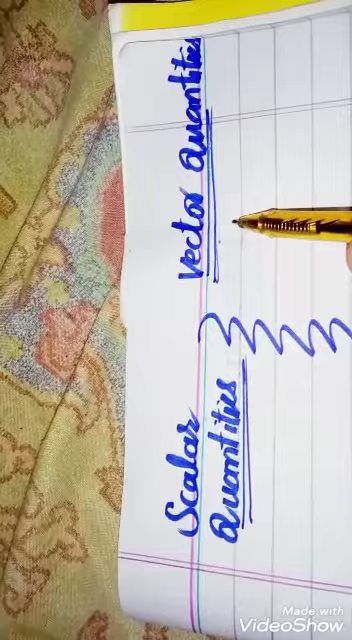 Scalar
Quantities
Vector Quantities
Made with
VideoShow